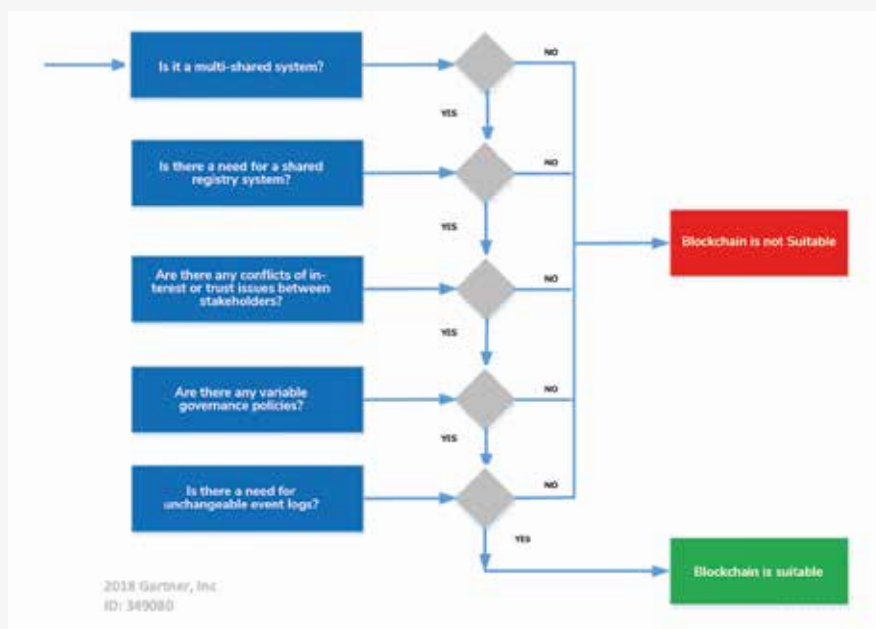 Is it a multi-shared system?
NO
YES
Is there a need for a shared
registry system?
NO
YES
Are there any conflicts of in-
terest or trust issues between
stakeholders?
NO
YES
Blockchain is not Suitable
Are there any variable
governance policies?
NO
YES
Is there a need for
unchangeable event logs?
NO
YES
Blockchain is suitable
2018 Gartner, Inc
ID: 349080